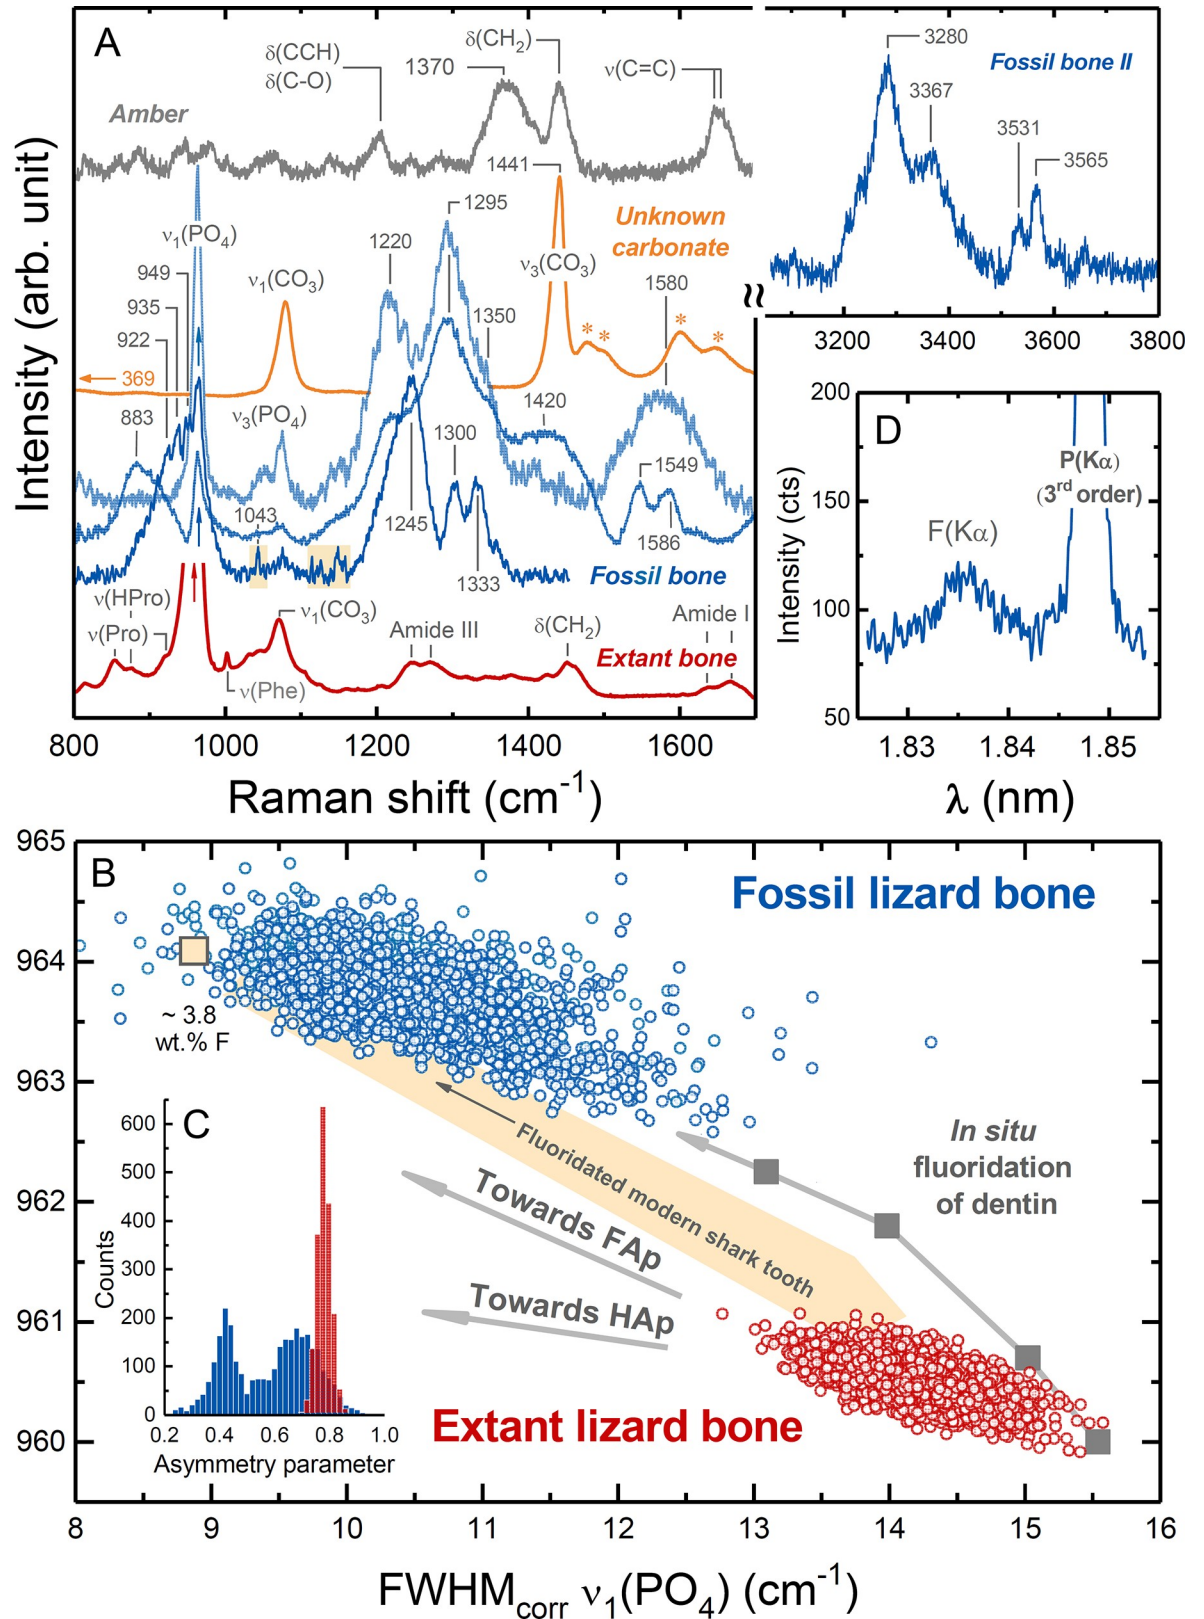 A
δ(CCH)
δ(C-O)
1370
δ(CH2)
ν(C=C)
Amber
1441
Unknown
carbonate
ν1(PO4)
949
935
922
883
369
ν1(CO3)
ν3(PO4)
1220
1295
1350
ν3(CO3)
1580
* * * *
1420
1300
1549
1586
1043
1245
1333
Fossil bone
ν(HPro)
ν(Pro)
ν1(CO3)
ν(Phe)
Amide III
δ(CH2)
Amide I
Extant bone
Intensity (arb. unit)
800 1000 1200 1400 1600
Raman shift (cm-1)
3280
Fossil bone II
3367
3531
3565
3200 3400 3600 3800
D
200
150
100
50
Intensity (cts)
P(Kα)
(3rd order)
F(Kα)
1.83 1.84 1.85
λ (nm)
B
965
964
963
962
961
960
Fossil lizard bone
~ 3.8
wt.% F
Fluoridated modern shark tooth
In situ
fluoridation
of dentin
Towards FAp
Towards HAp
Extant lizard bone
C
600
500
400
300
200
100
0
Counts
0.2 0.4 0.6 0.8 1.0
Asymmetry parameter
8 9 10 11 12 13 14 15 16
FWHMcorr ν1(PO4) (cm-1)